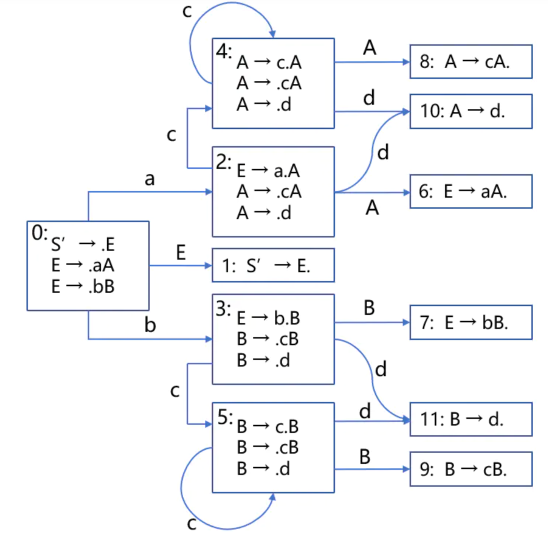 c
4:
A → c.A
A → .cA
A → .d
A
8: A → cA.
d
10: A → d.
c
2:
E → a.A
A → .cA
A → .d
d
A
6: E → aA.
a
0:
S′ → .E
E → .aA
E → .bB
E
1: S′ → E.
b
3:
E → b.B
B → .cB
B → .d
B
7: E → bB.
d
c
5:
B → c.B
B → .cB
B → .d
d
11: B → d.
B
9: B → cB.
c